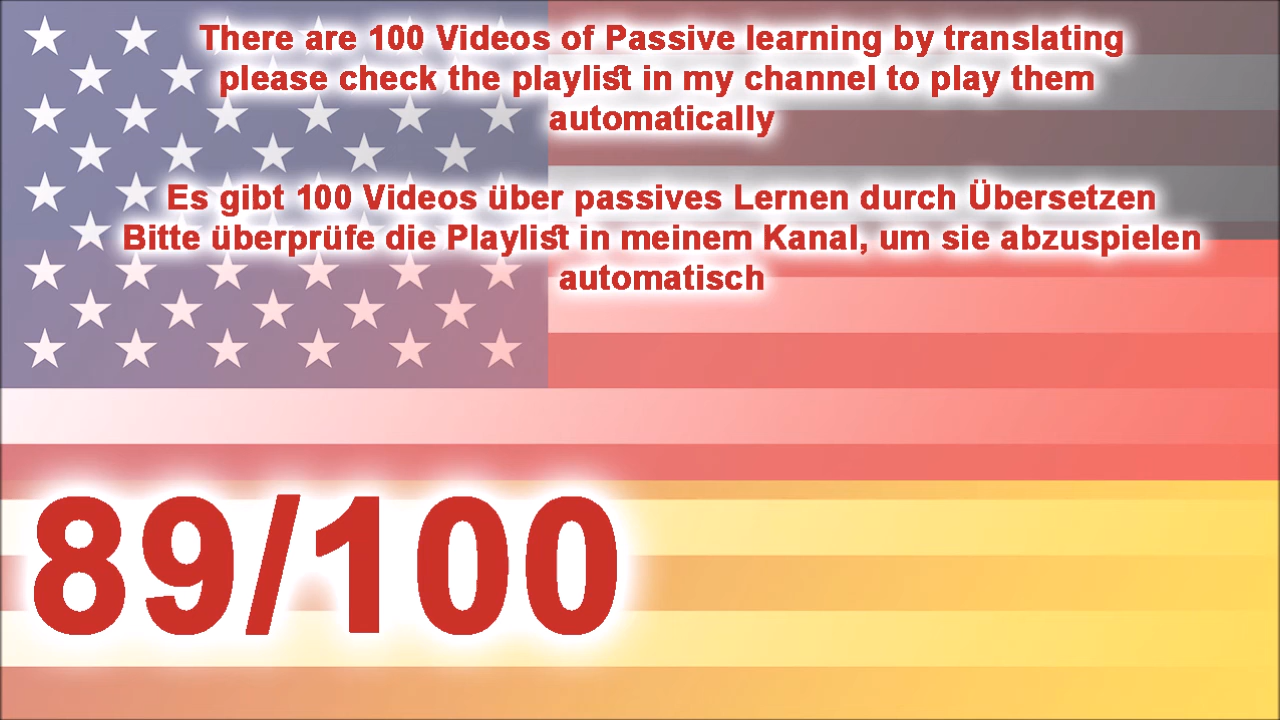 There are 100 Videos of Passive learning by translating
please check the playlist in my channel to play them
automatically
Es gibt 100 Videos über passives Lernen durch Übersetzen
Bitte überprüfe die Playlist in meinem Kanal, um sie abzuspielen
automatisch
89/100